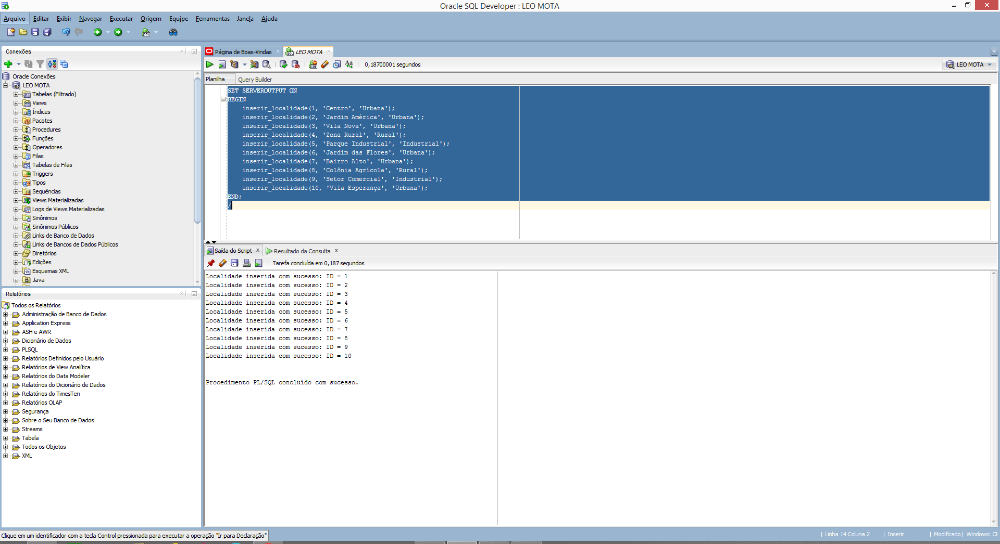 Oracle SQL Developer : LEO MOTA
Arquivo Editar Exibir Navegar Executar Origem Equipe Ferramentas Janela Ajuda
Conexões
Oracle Conexões
LEO MOTA
Tabelas (Filtrado)
Views
Índices
Pacotes
Procedures
Funções
Operadores
Filas
Tabelas de Filas
Triggers
Tipos
Sequências
Views Materializadas
Logs de Views Materializadas
Sinônimos
Sinônimos Públicos
Links de Banco de Dados
Links de Bancos de Dados Públicos
Diretórios
Edições
Esquemas XML
Java
Relatórios
Todos os Relatórios
Administração de Banco de Dados
Application Express
ASH e AWR
Dicionário de Dados
PLSQL
Relatórios Definidos pelo Usuário
Relatórios de View Analítica
Relatórios do Data Modeler
Relatórios do Dicionário de Dados
Relatórios do TimesTen
Relatórios OLAP
Segurança
Sobre o Seu Banco de Dados
Streams
Tabela
Todos os Objetos
XML
Página de Boas-Vindas LEO MOTA
0,18700001 segundos
LEO MOTA
Planilha Query Builder
SET SERVEROUTPUT ON
BEGIN
inserir_localidade(1, 'Centro', 'Urbana');
inserir_localidade(2, 'Jardim América', 'Urbana');
inserir_localidade(3, 'Vila Nova', 'Urbana');
inserir_localidade(4, 'Zona Rural', 'Rural');
inserir_localidade(5, 'Parque Industrial', 'Industrial');
inserir_localidade(6, 'Jardim das Flores', 'Urbana');
inserir_localidade(7, 'Bairro Alto', 'Urbana');
inserir_localidade(8, 'Colônia Agrícola', 'Rural');
inserir_localidade(9, 'Setor Comercial', 'Industrial');
inserir_localidade(10, 'Vila Esperança', 'Urbana');
END;
/
Saída do Script Resultado da Consulta
Tarefa concluída em 0,187 segundos
Localidade inserida com sucesso: ID = 1
Localidade inserida com sucesso: ID = 2
Localidade inserida com sucesso: ID = 3
Localidade inserida com sucesso: ID = 4
Localidade inserida com sucesso: ID = 5
Localidade inserida com sucesso: ID = 6
Localidade inserida com sucesso: ID = 7
Localidade inserida com sucesso: ID = 8
Localidade inserida com sucesso: ID = 9
Localidade inserida com sucesso: ID = 10
Procedimento PL/SQL concluído com sucesso.
Clique em um identificador com a tecla Control pressionada para executar a operação "Ir para Declaração"
Linha 14 Coluna 2 | Inserir | Modificado | Windows: